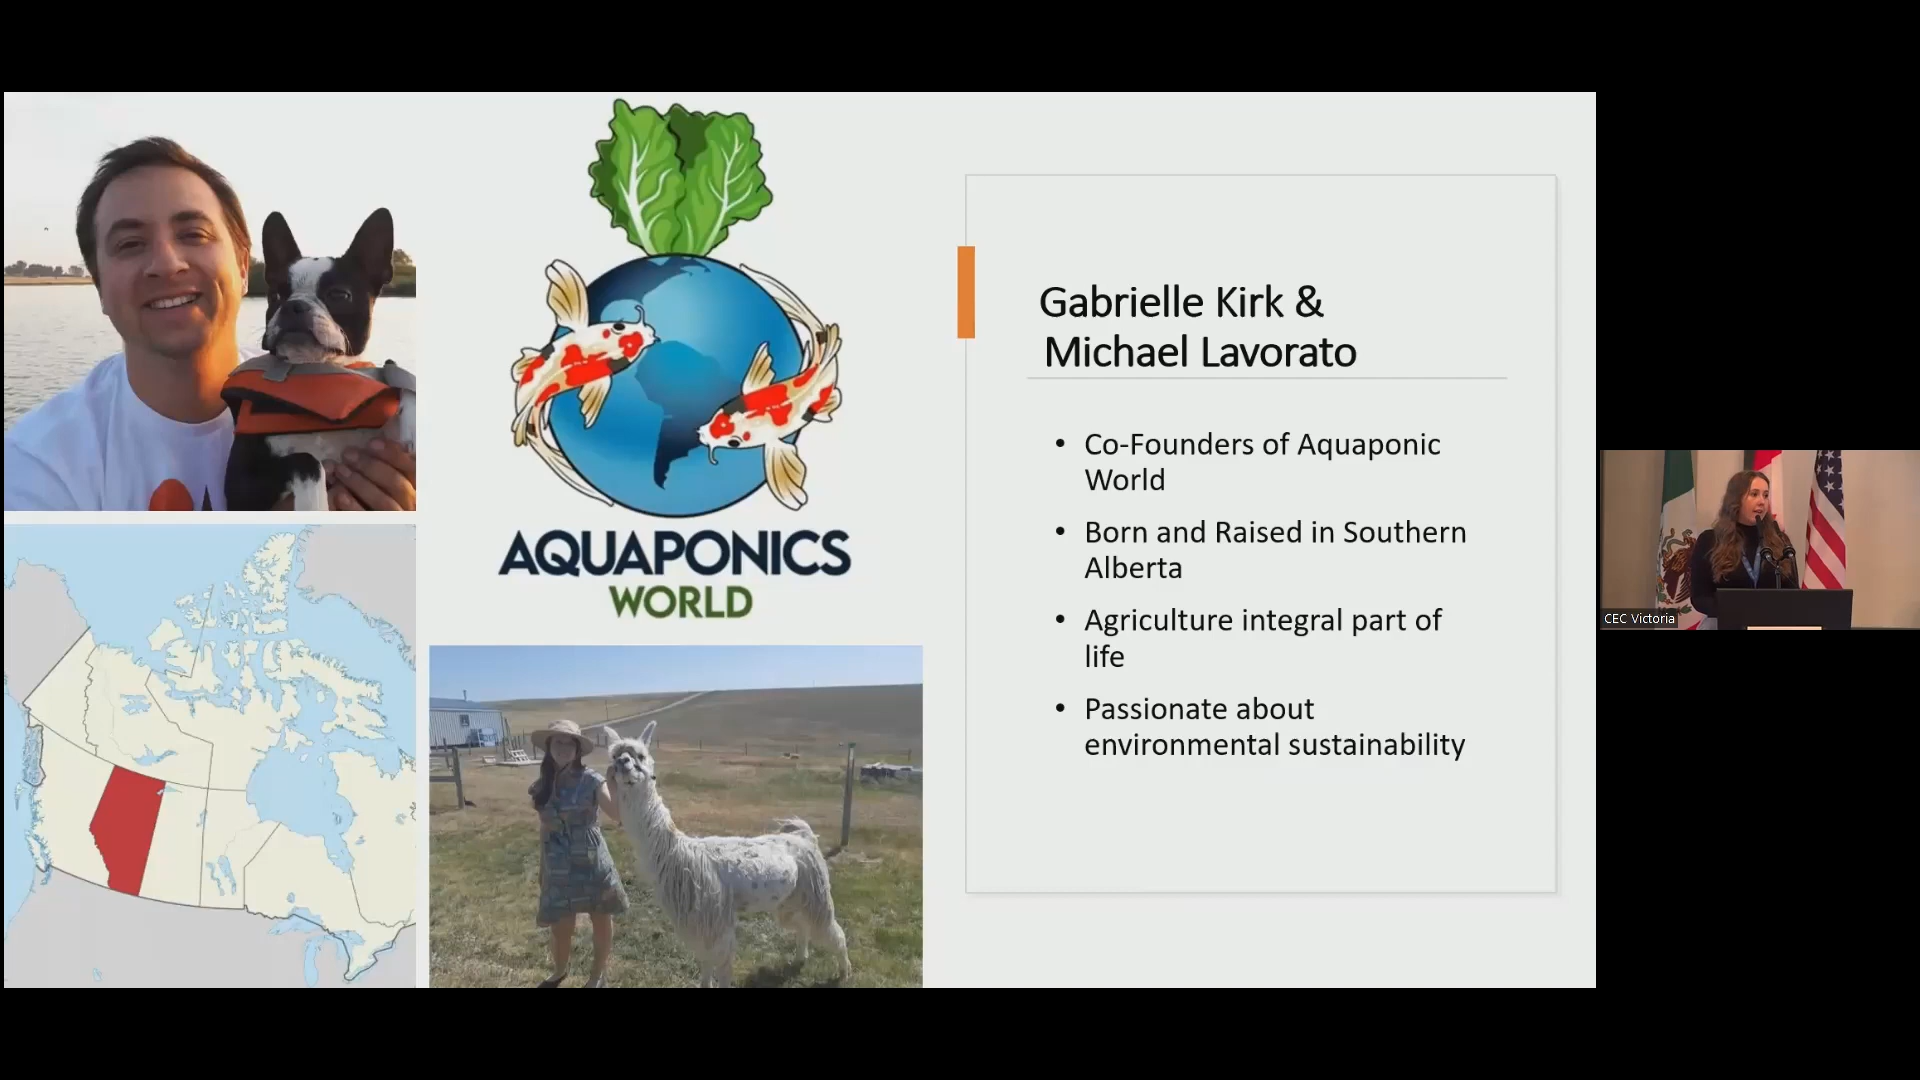 AQUAPONICS
WORLD
Gabrielle Kirk &
Michael Lavorato
• Co-Founders of Aquaponic
World
• Born and Raised in Southern
Alberta
• Agriculture integral part of
life
• Passionate about
environmental sustainability
CEC Victoria